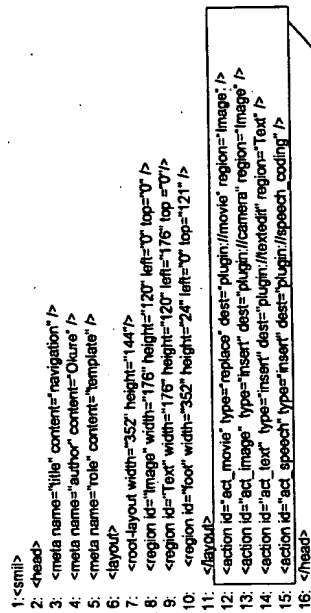 1:<smil>
2: <head>
3: <meta name="title" content="navigation" />
4: <meta name="author" content="Okure" />
5: <meta name="role" content="template" />
6: <layout>
7: <root-layout width="352" height="144"/>
8: <region id="Image" width="176" height="120" left="0" top="0" />
9: <region id="Text" width="176" height="120" left="176" top ="0"/>
10: <region id="foot" width="352" height="24" left="0" top="121" />
11: </layout>
12: <action id="act_movie" type="replace" dest="plugin://movie" region="Image" />
13: <action id="act_image" type="insert" dest="plugin://camera" region="Image" />
14: <action id="act_text" type="insert" dest="plugin://textedit" region="Text" />
15: <action id="act_speech" type="insert" dest="plugin://speech_coding" />
16: </head>